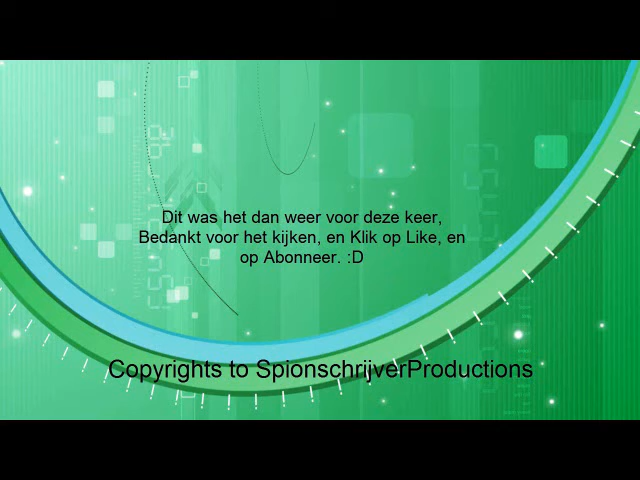 Dit was het dan weer voor deze keer,
Bedankt voor het kijken, en Klik op Like, en
op Abonneer. :D
Copyrights to SpionschrijverProductions